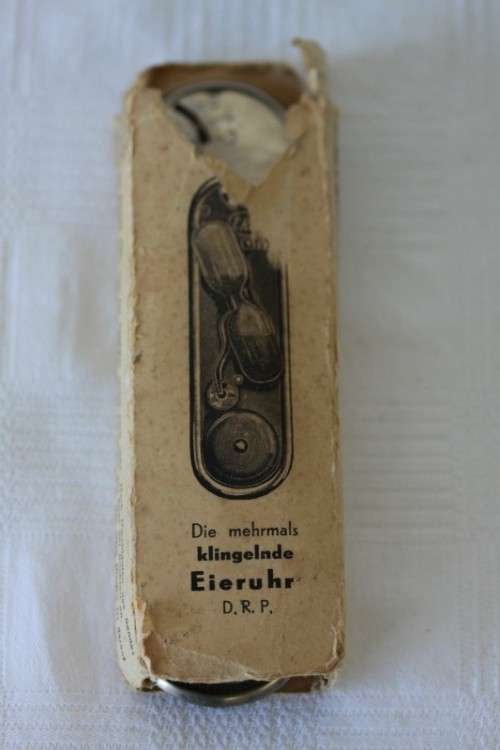 Die mehrmals
klingelnde
Eieruhr
D. R. P.